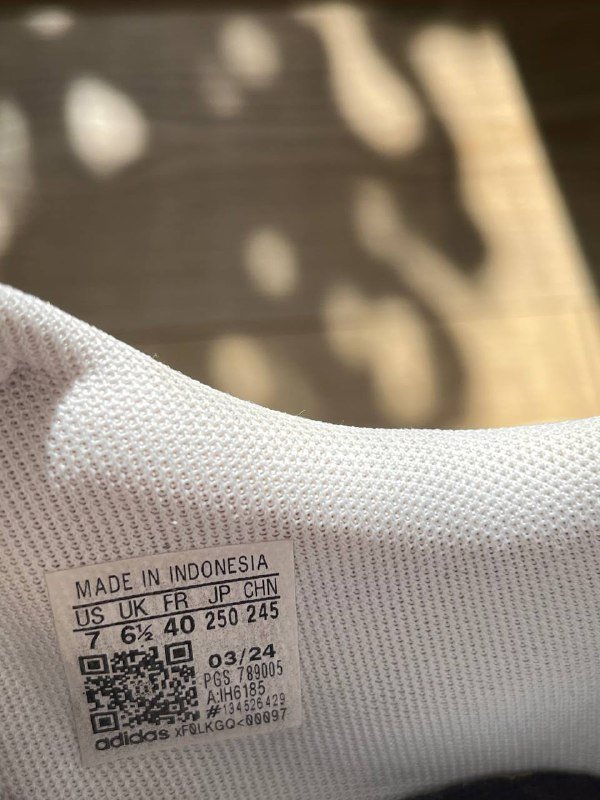 MADE IN INDONESIA
US UK FR JP CHN
7 6½ 40 250 245
03/24
PGS 789005
A:IH6185
#134526429
adidas xF0LKGQ<00097